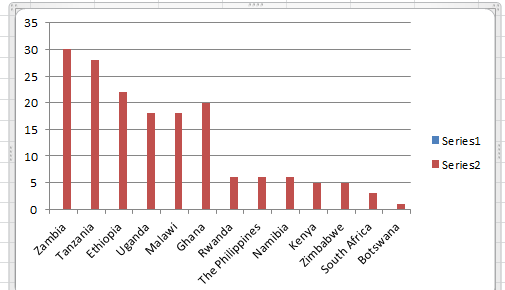 35
30
25
20
15
10
5
0
Zambia
Tanzania
Ethiopia
Uganda
Malawi
Ghana
Rwanda
The Philippines
Namibia
Kenya
Zimbabwe
South Africa
Botswana
Series1
Series2